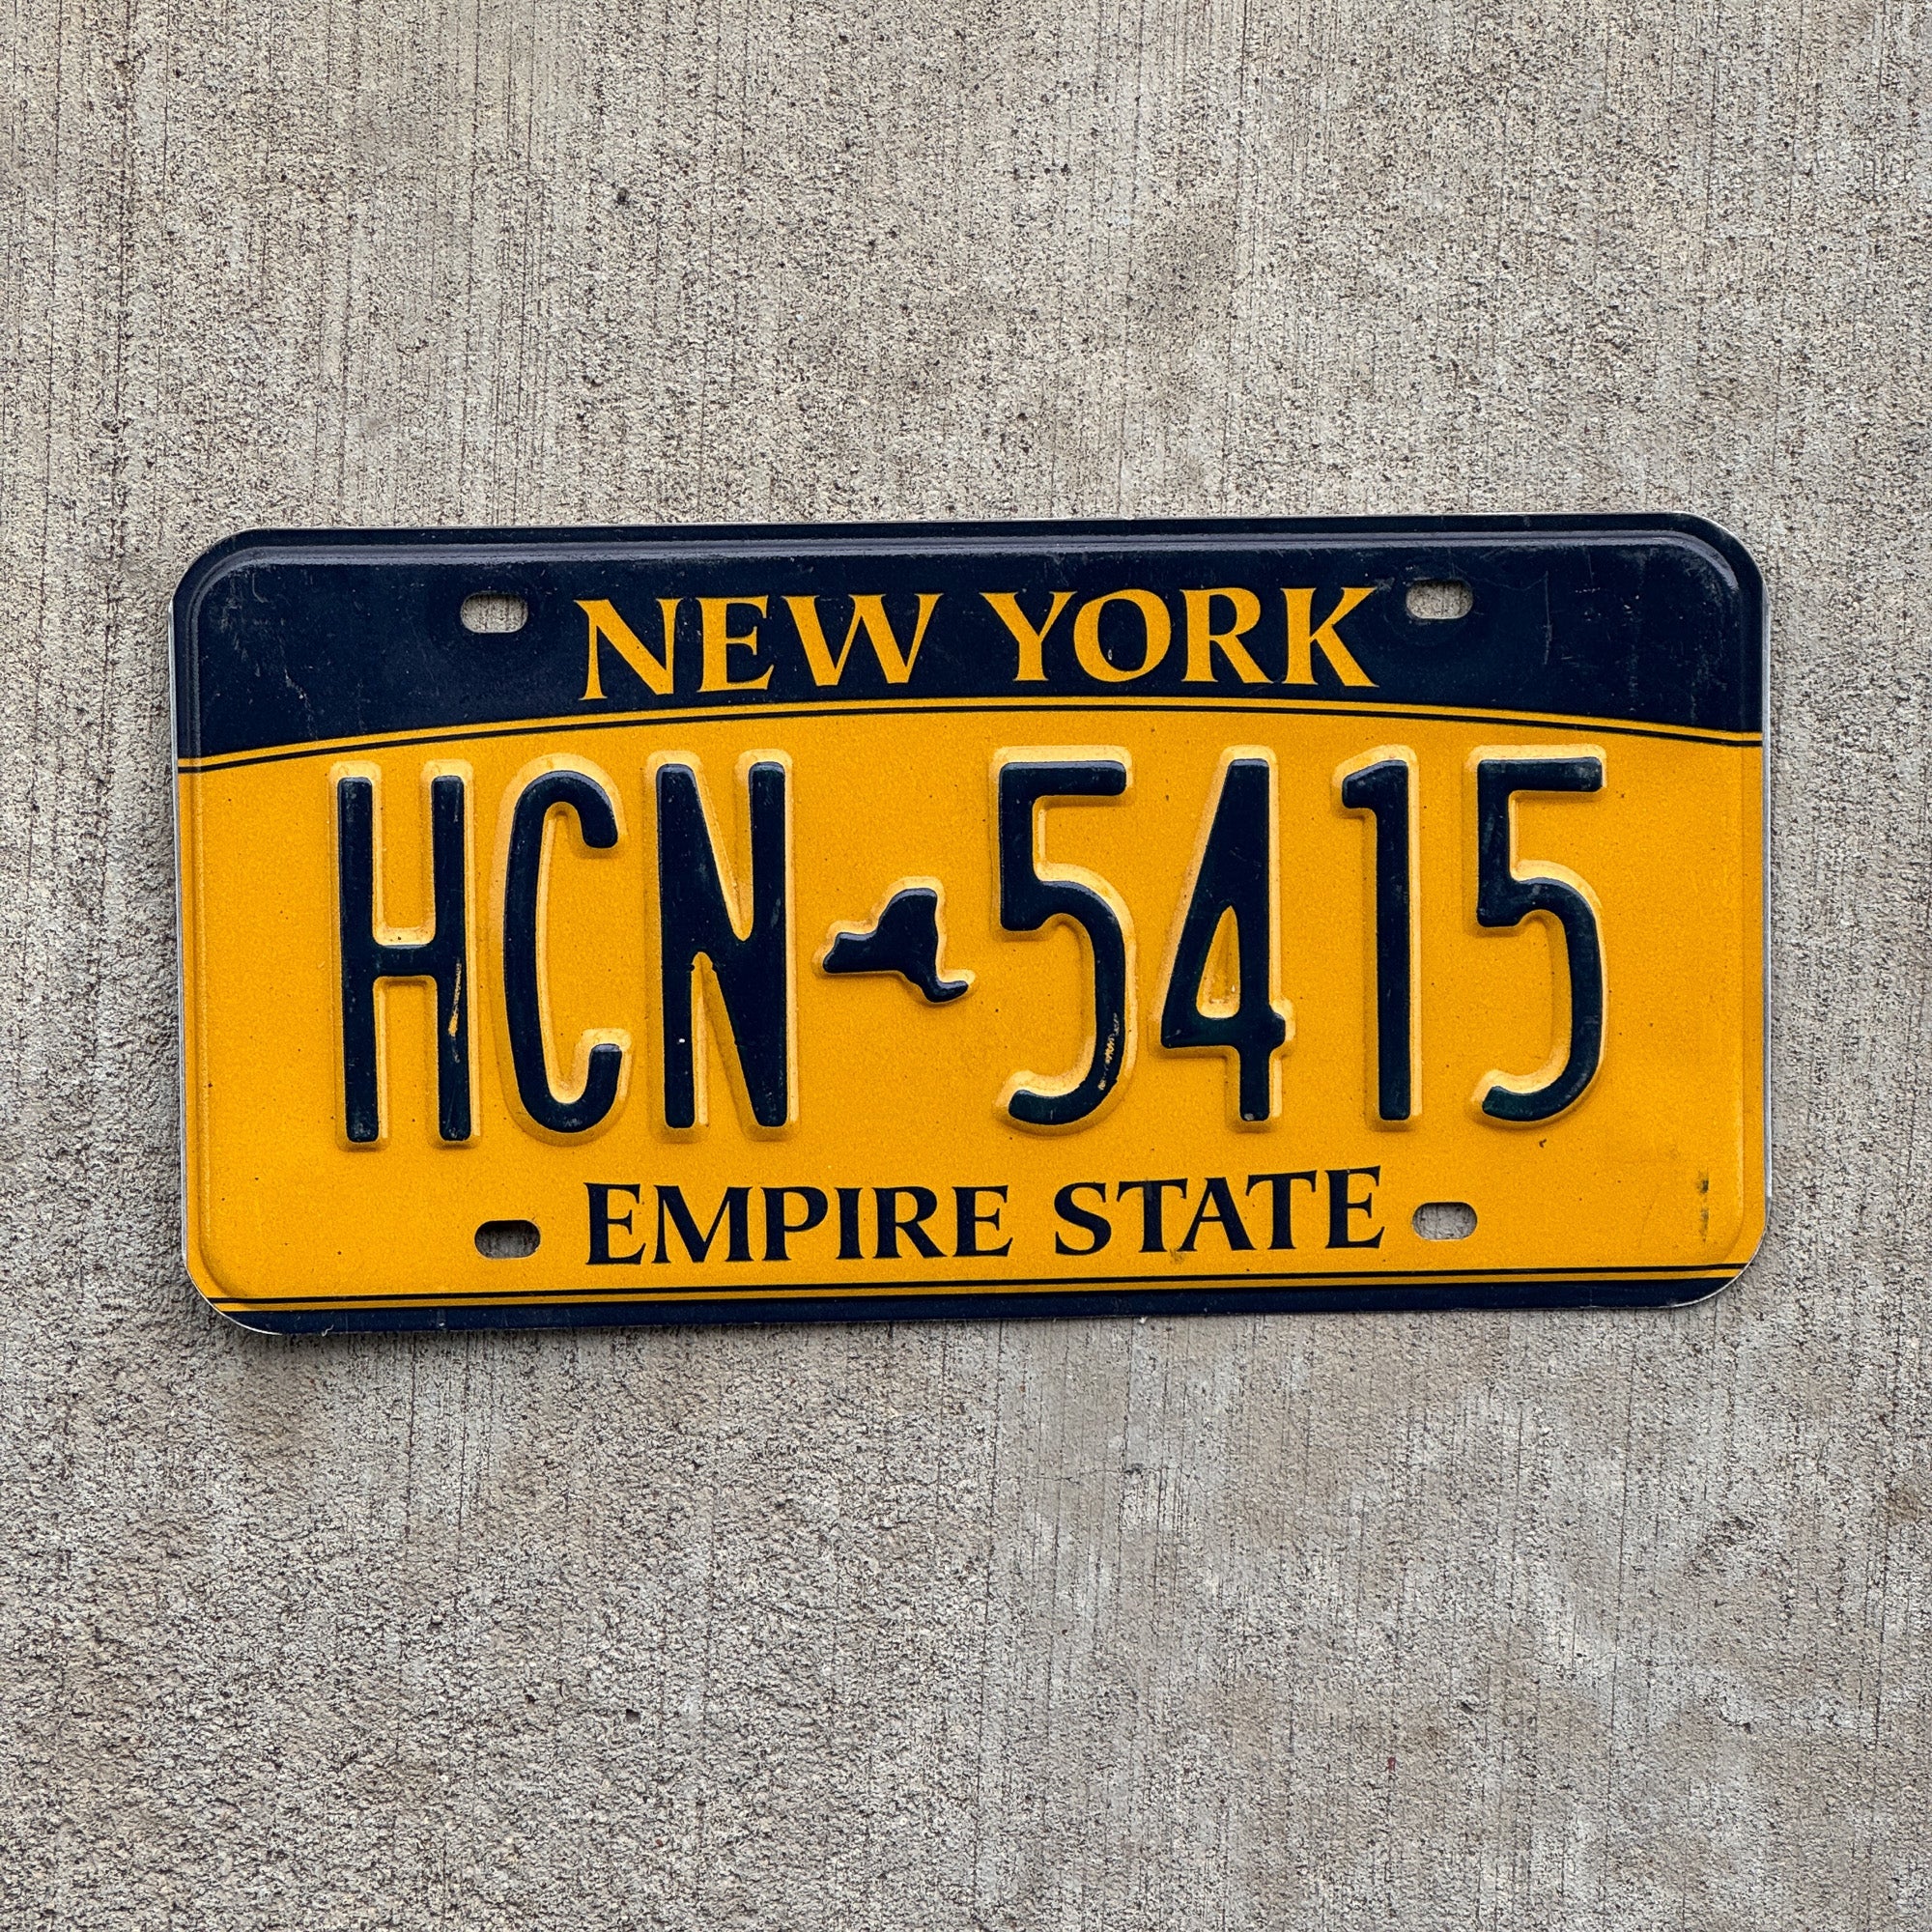 NEW YORK
HCN 5415
EMPIRE STATE